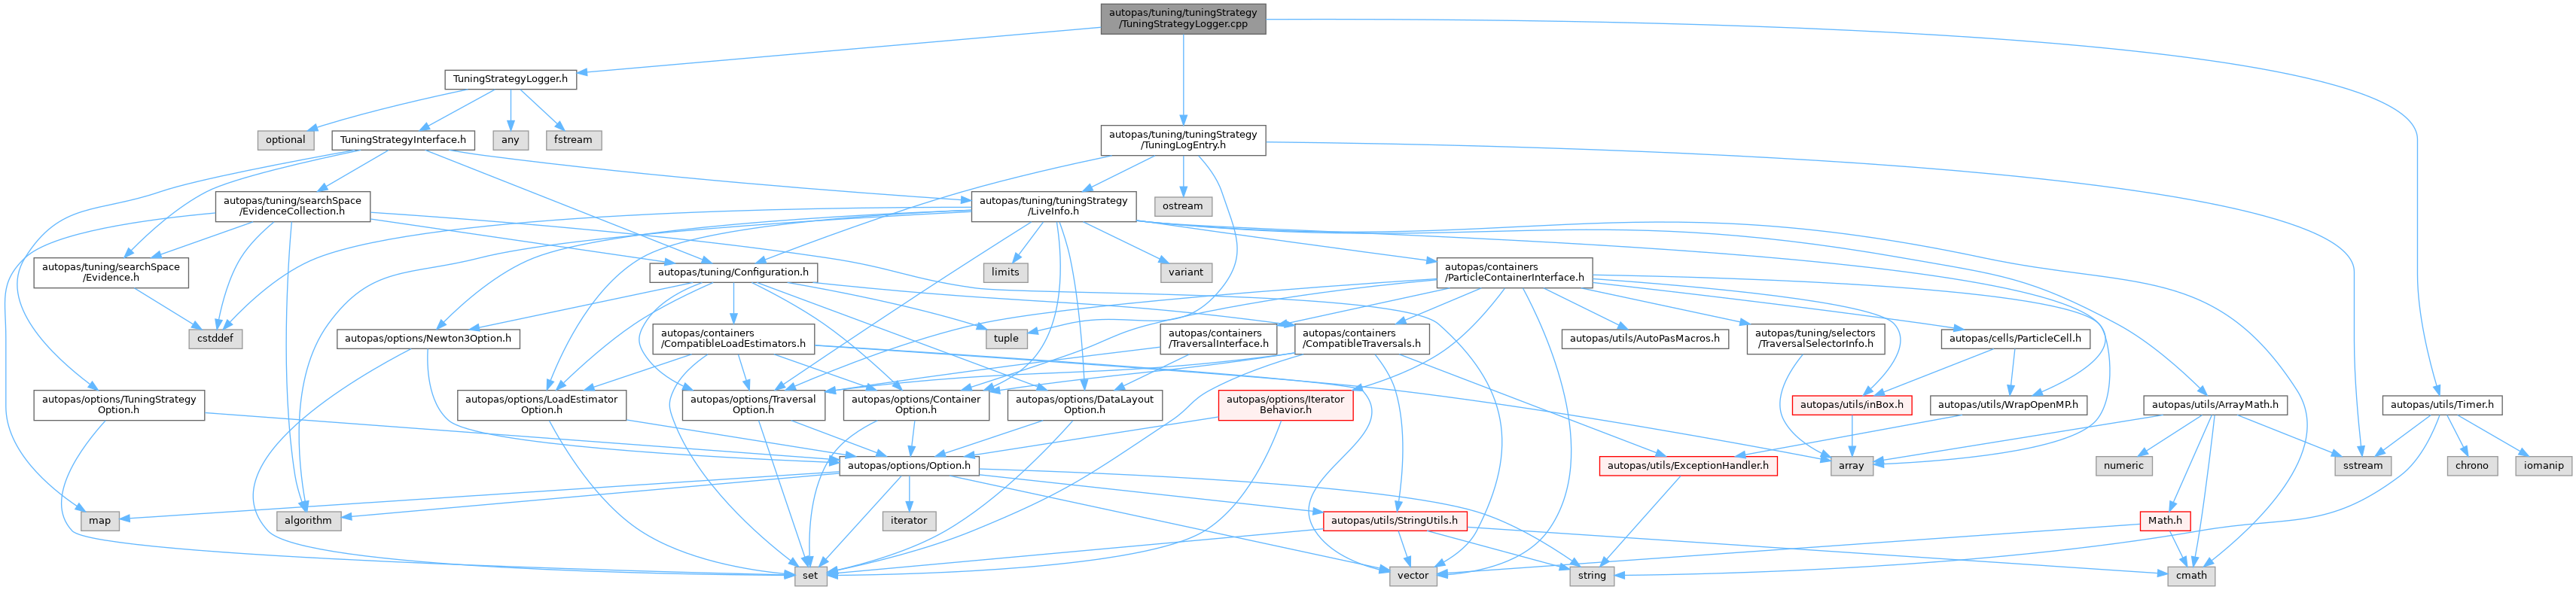 autopas/tuning/tuningStrategy
/TuningStrategyLogger.cpp
TuningStrategyLogger.h
optional
TuningStrategyInterface.h
any
fstream
autopas/tuning/tuningStrategy
/TuningLogEntry.h
autopas/tuning/searchSpace
/EvidenceCollection.h
autopas/tuning/tuningStrategy
/LiveInfo.h
ostream
autopas/tuning/searchSpace
/Evidence.h
autopas/tuning/Configuration.h
limits
variant
autopas/containers
/ParticleContainerInterface.h
cstddef
autopas/options/Newton3Option.h
autopas/containers
/CompatibleLoadEstimators.h
tuple
autopas/containers
/TraversalInterface.h
autopas/containers
/CompatibleTraversals.h
autopas/utils/AutoPasMacros.h
autopas/tuning/selectors
/TraversalSelectorInfo.h
autopas/cells/ParticleCell.h
autopas/options/TuningStrategy
Option.h
autopas/options/LoadEstimator
Option.h
autopas/options/Traversal
Option.h
autopas/options/Container
Option.h
autopas/options/DataLayout
Option.h
autopas/options/Iterator
Behavior.h
autopas/utils/inBox.h
autopas/utils/WrapOpenMP.h
autopas/utils/ArrayMath.h
autopas/utils/Timer.h
autopas/options/Option.h
autopas/utils/ExceptionHandler.h
array
numeric
sstream
chrono
iomanip
map
algorithm
iterator
autopas/utils/StringUtils.h
Math.h
set
vector
string
cmath